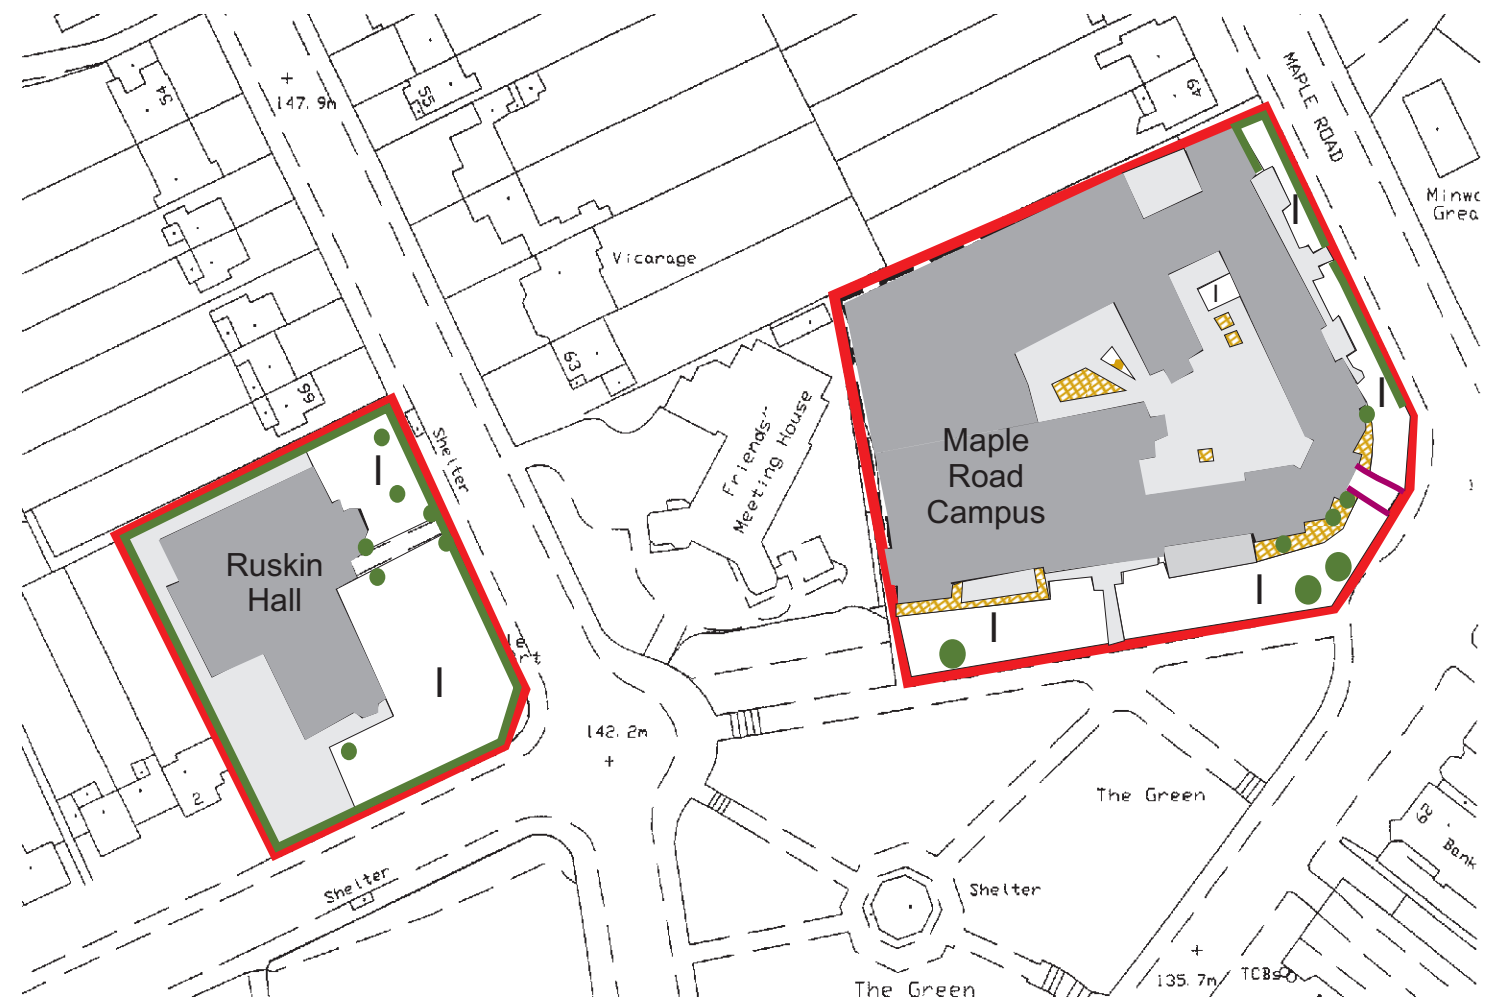 54
147.9m
55
49
MAPLE ROAD
Minwo
Grea
Vicarage
63
66
Shelter
Friends"
Meeting House
Maple
Road
Campus
Ruskin
Hall
I
I
I
I
I
I
I
142.2m
2
The Green
Shelter
Shelter
62
Bank
135.7m
TCBs
The Green